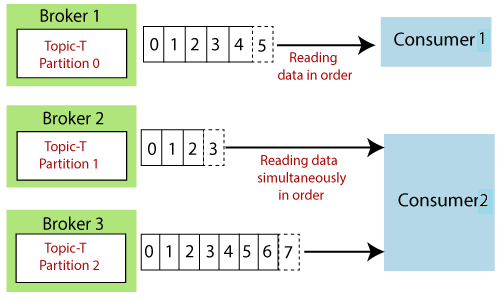 Broker 1
Topic-T
Partition 0
0 1 2 3 4 5
Reading
data in order
Consumer 1
Broker 2
Topic-T
Partition 1
0 1 2 3
Reading data
simultaneously
in order
Consumer2
Broker 3
Topic-T
Partition 2
0 1 2 3 4 5 6 7